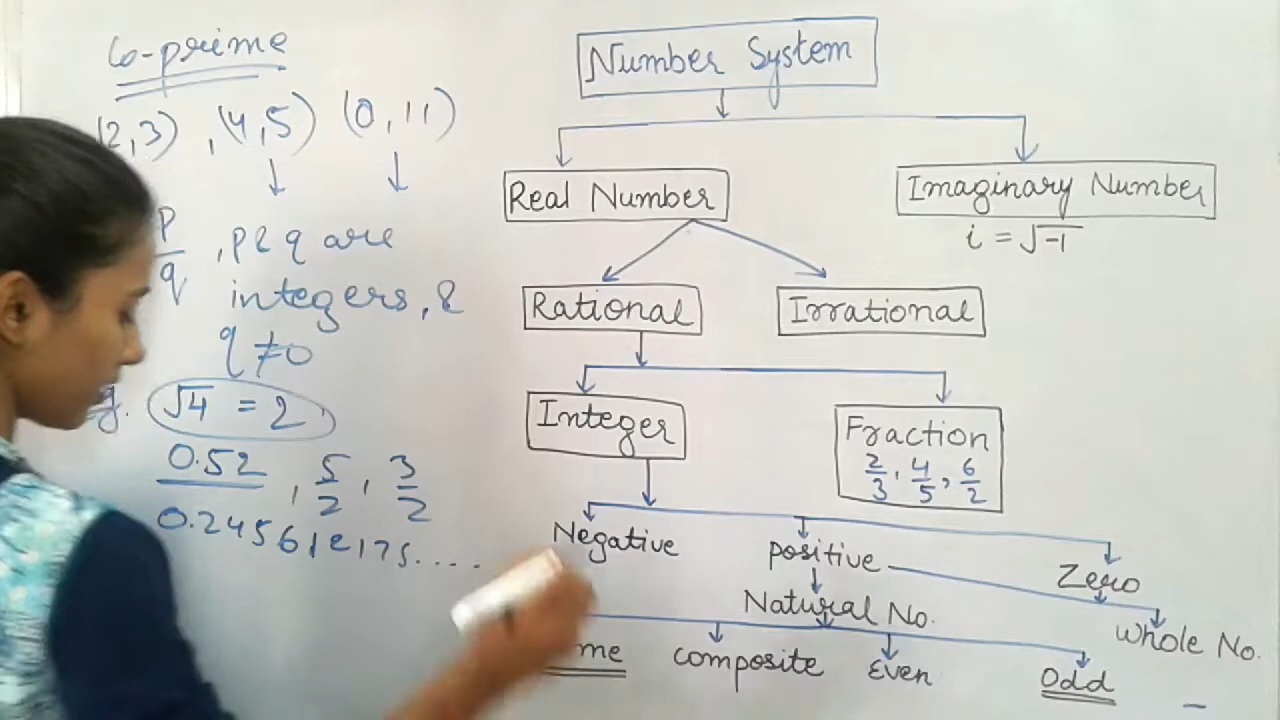 Co-prime
2,3) , (4,5) (0,11)
p/q , p & q are
integers, &
q ≠ 0
g. √4 = 2
0.52 , 5/2 , 3/2
0.245612175....
Number System
Real Number
Imaginary Number
i = √-1
Rational
Irrational
Integer
Fraction
2/3, 4/5, 6/2
Negative
positive
Zero
Natural No.
Whole No.
me
composite
Even
Odd